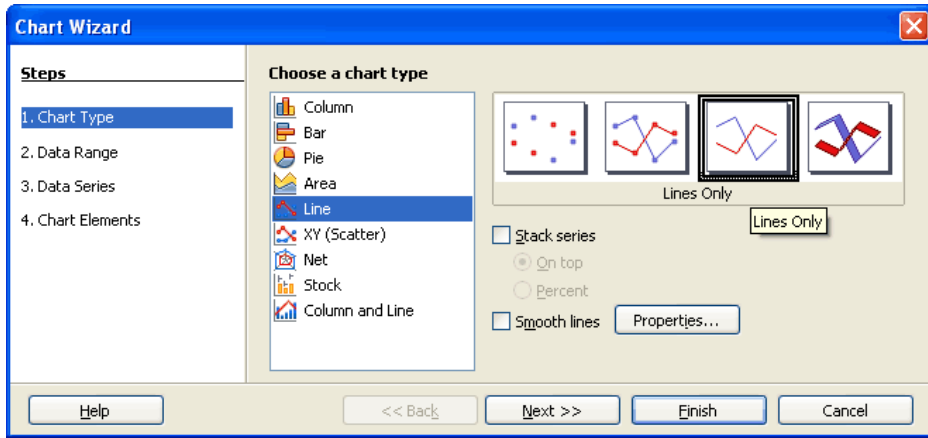 Chart Wizard
Steps
1. Chart Type
2. Data Range
3. Data Series
4. Chart Elements
Choose a chart type
Column
Bar
Pie
Area
Line
XY (Scatter)
Net
Stock
Column and Line
Lines Only
Lines Only
Stack series
On top
Percent
Smooth lines
Properties...
Help
<< Back
Next >>
Finish
Cancel